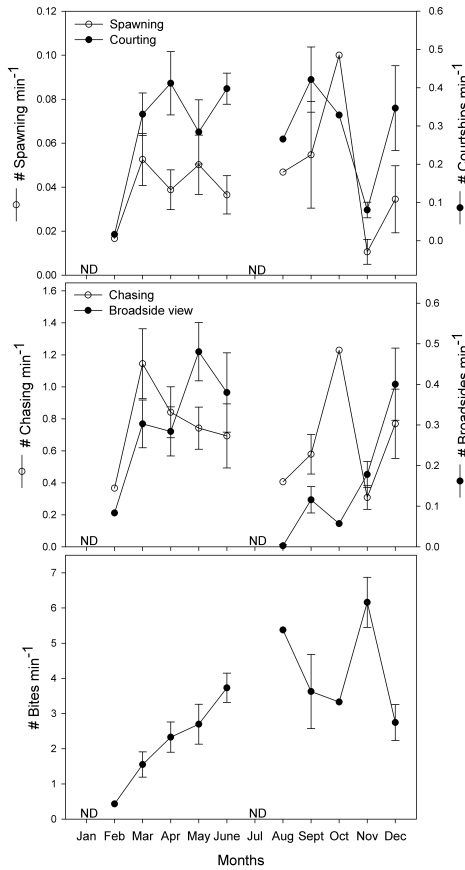 Spawning
Courting
# Spawning min-1
0.12
0.10
0.08
0.06
0.04
0.02
0.00
ND
ND
0.6
0.5
0.4
0.3
0.2
0.1
0.0
# Courtships min-1
Chasing
Broadside view
# Chasing min-1
1.6
1.4
1.2
1.0
0.8
0.6
0.4
0.2
0.0
ND
ND
0.6
0.5
0.4
0.3
0.2
0.1
0.0
# Broadsides min-1
# Bites min-1
7
6
5
4
3
2
1
0
ND
ND
Jan Feb Mar Apr May June Jul Aug Sept Oct Nov Dec
Months